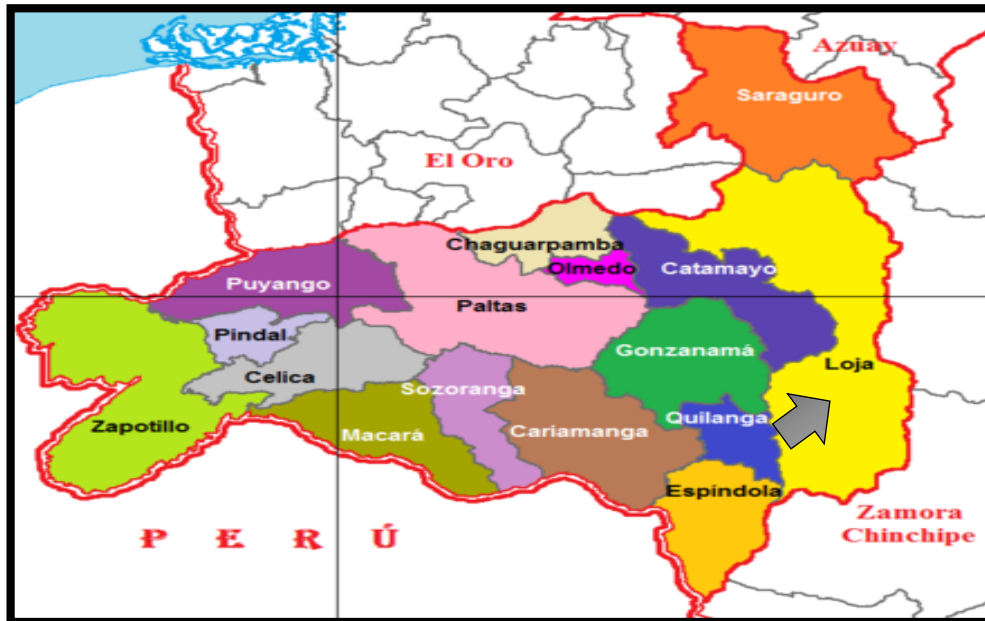 Azuay
Saraguro
El Oro
Chaguarpamba
Olmedo
Catamayo
Puyango
Paltas
Pindal
Gonzanamá
Loja
Celica
Sozoranga
Zapotillo
Macará
Cariamanga
Quilanga
Espíndola
Zamora
Chinchipe
P E R Ú